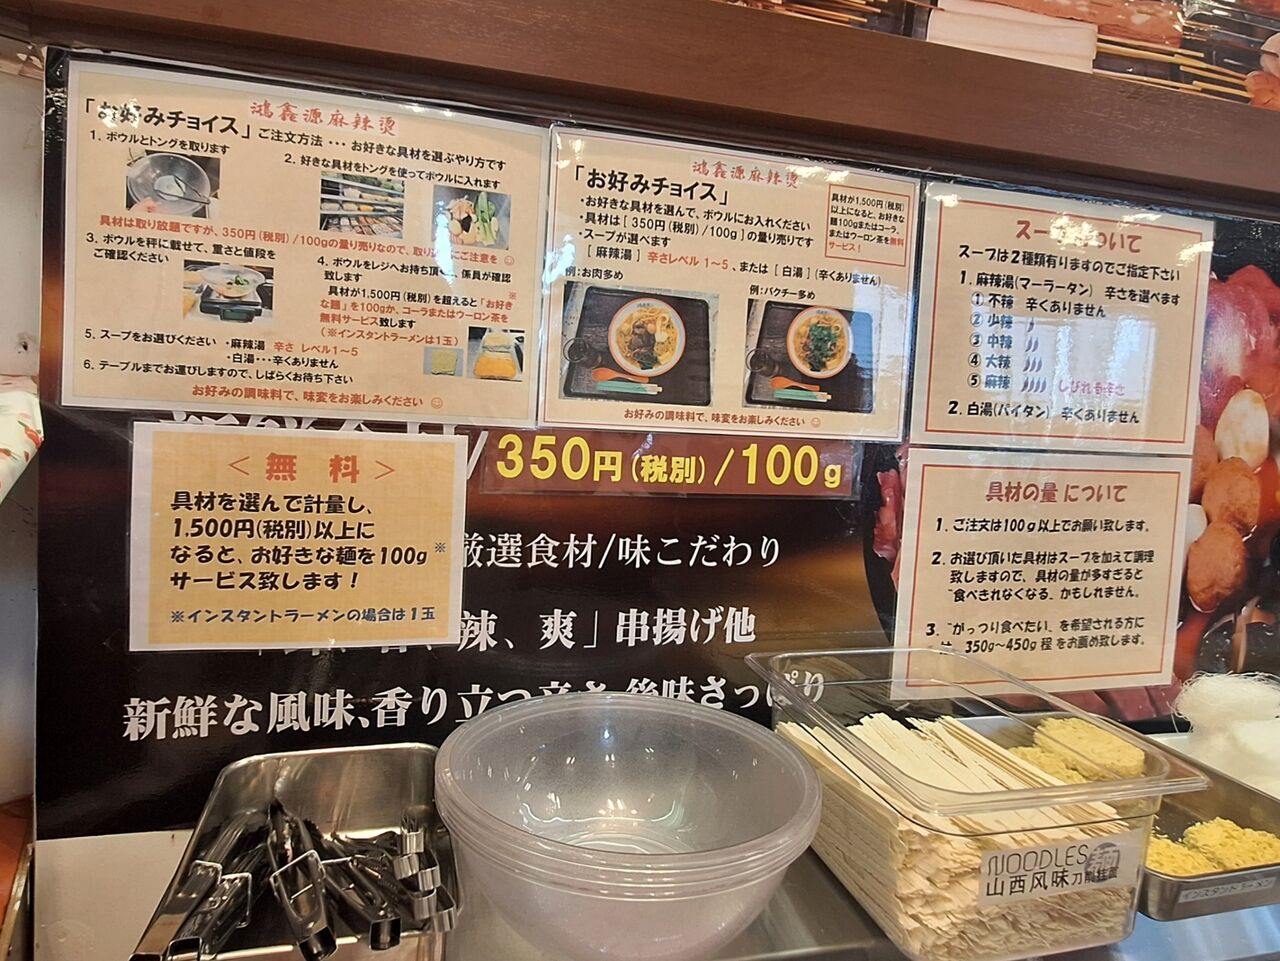 鴻鑫源麻辣烫
「お好みチョイス」ご注文方法 ･･･ お好きな具材を選ぶやり方です
1. ボウルとトングを取ります
2. 好きな具材をトングを使ってボウルに入れます
具材は取り放題ですが、350円(税別)/100gの量り売りなので、取り にご注意を
3. ボウルを秤に載せて、重さと値段を
ご確認ください
4. ボウルをレジへお持ち頂 係員が確認
致します
具材が1,500円(税別)を超えると「お好き
な麺」を100gか、コーラまたはウーロン茶を
無料サービス致します
(※インスタントラーメンは1玉)
5. スープをお選びください ・麻辣湯 辛さ レベル1～5
・白湯･･･辛くありません
6. テーブルまでお運びしますので、しばらくお待ち下さい
お好みの調味料で、味変をお楽しみください
鴻鑫源麻辣烫
「お好みチョイス」
・お好きな具材を選んで、ボウルにお入れください
・具材は [ 350円(税別)/100g ] の量り売りです
・スープが選べます
[ 麻辣湯 ] 辛さレベル 1～5 、または [ 白湯 ] (辛くありません)
具材が1,500円(税別)
以上になると、お好きな
麺100gまたはコーラ、
またはウーロン茶を無料
サービス！
例:お肉多め
例:パクチー多め
お好みの調味料で、味変をお楽しみください
スープについて
スープは2種類有りますのでご指定下さい
1. 麻辣湯(マーラータン) 辛さを選べます
① 不辣 辛くありません
② 少辣
③ 中辣
④ 大辣
⑤ 麻辣 しびれる辛さ
2. 白湯(パイタン) 辛くありません
<無 料>
具材を選んで計量し、
1,500円(税別)以上に
なると、お好きな麺を100g ※
サービス致します！
※インスタントラーメンの場合は1玉
/350円(税別)/100g
厳選食材/味こだわり
辣、爽」串揚げ他
新鮮な風味、香り立つ辛さ、後味さっぱり
具材の量 について
1. ご注文は100g以上でお願い致します。
2. お選び頂いた具材はスープを加えて調理
致しますので、具材の量が多すぎると
"食べきれなくなる" かもしれません。
3. "がっつり食べたい" を希望される方に
は、350g～450g 程 をお薦め致します。
NOODLES
山西风味
インスタントラーメン